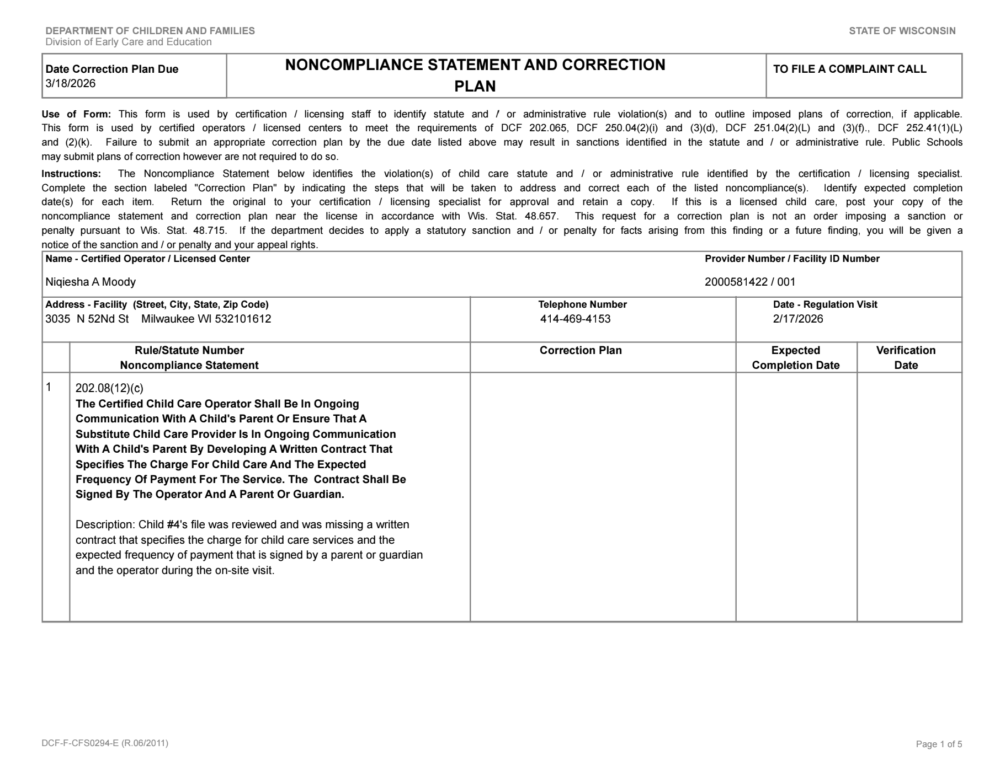 DEPARTMENT OF CHILDREN AND FAMILIES
STATE OF WISCONSIN
Division of Early Care and Education
Date Correction Plan Due
3/18/2026
NONCOMPLIANCE STATEMENT AND CORRECTION
PLAN
TO FILE A COMPLAINT CALL
Use of Form: This form is used by certification / licensing staff to identify statute and / or administrative rule violation(s) and to outline imposed plans of correction, if applicable.
This form is used by certified operators / licensed centers to meet the requirements of DCF 202.065, DCF 250.04(2)(i) and (3)(d), DCF 251.04(2)(L) and (3)(f)., DCF 252.41(1)(L)
and (2)(k). Failure to submit an appropriate correction plan by the due date listed above may result in sanctions identified in the statute and / or administrative rule. Public Schools
may submit plans of correction however are not required to do so.
Instructions: The Noncompliance Statement below identifies the violation(s) of child care statute and / or administrative rule identified by the certification / licensing specialist.
Complete the section labeled "Correction Plan" by indicating the steps that will be taken to address and correct each of the listed noncompliance(s). Identify expected completion
date(s) for each item. Return the original to your certification / licensing specialist for approval and retain a copy. If this is a licensed child care, post your copy of the
noncompliance statement and correction plan near the license in accordance with Wis. Stat. 48.657. This request for a correction plan is not an order imposing a sanction or
penalty pursuant to Wis. Stat. 48.715. If the department decides to apply a statutory sanction and / or penalty for facts arising from this finding or a future finding, you will be given a
notice of the sanction and / or penalty and your appeal rights.
Name - Certified Operator / Licensed Center
Provider Number / Facility ID Number
Niqiesha A Moody
2000581422 / 001
Address - Facility (Street, City, State, Zip Code)
Telephone Number
Date - Regulation Visit
3035 N 52Nd St Milwaukee WI 532101612
414-469-4153
2/17/2026
Rule/Statute Number
Noncompliance Statement
Correction Plan
Expected
Completion Date
Verification
Date
1
202.08(12)(c)
The Certified Child Care Operator Shall Be In Ongoing
Communication With A Child's Parent Or Ensure That A
Substitute Child Care Provider Is In Ongoing Communication
With A Child's Parent By Developing A Written Contract That
Specifies The Charge For Child Care And The Expected
Frequency Of Payment For The Service. The Contract Shall Be
Signed By The Operator And A Parent Or Guardian.
Description: Child #4's file was reviewed and was missing a written
contract that specifies the charge for child care services and the
expected frequency of payment that is signed by a parent or guardian
and the operator during the on-site visit.
DCF-F-CFS0294-E (R.06/2011)
Page 1 of 5